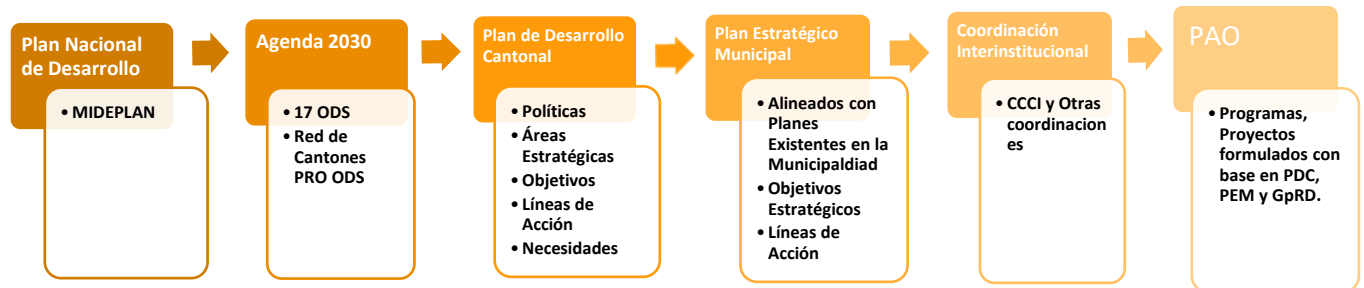 Plan Nacional
de Desarrollo
• MIDEPLAN
Agenda 2030
• 17 ODS
• Red de
Cantones
PRO ODS
Plan de Desarrollo
Cantonal
• Políticas
• Áreas
Estratégicas
• Objetivos
• Líneas de
Acción
• Necesidades
Plan Estratégico
Municipal
• Alineados con
Planes
Existentes en la
Municipaldiad
• Objetivos
Estratégicos
• Líneas de
Acción
Coordinación
Interinstitucional
• CCCI y Otras
coordinacion
es
PAO
• Programas,
Proyectos
formulados con
base en PDC,
PEM y GpRD.